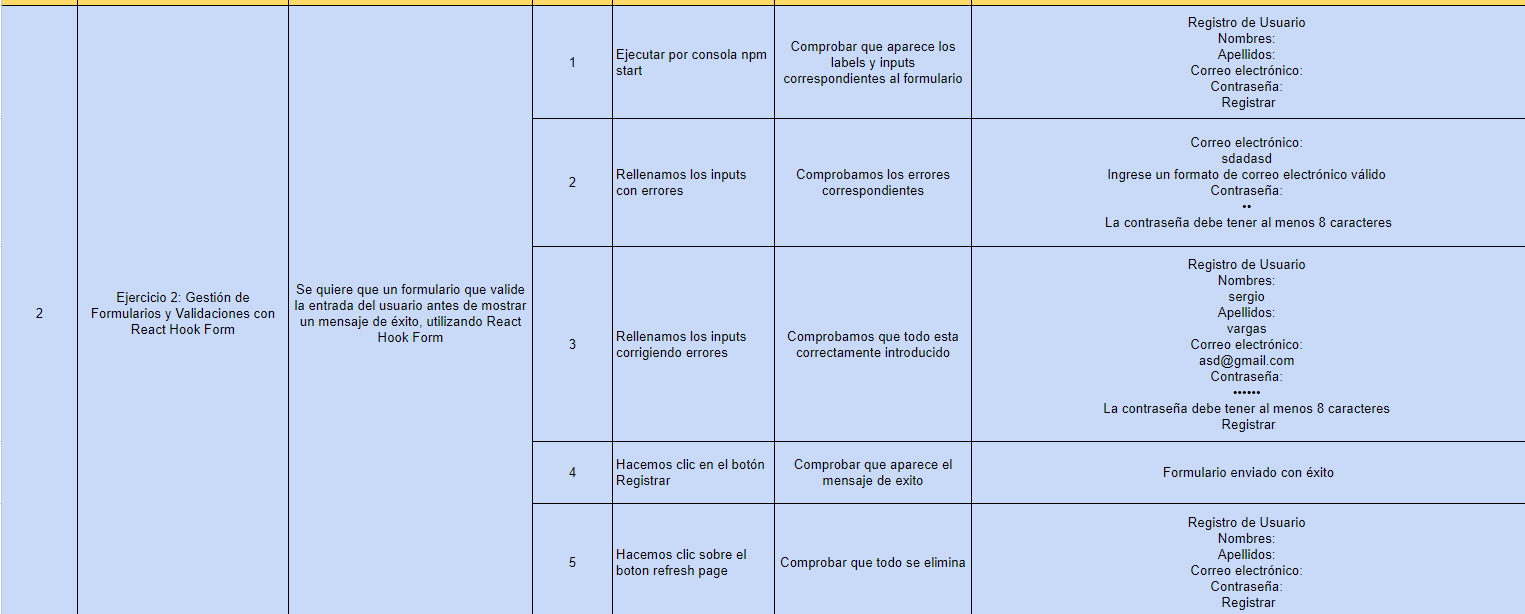 2
Ejercicio 2: Gestión de
Formularios y Validaciones con
React Hook Form
Se quiere que un formulario que valide
la entrada del usuario antes de mostrar
un mensaje de éxito, utilizando React
Hook Form
1
Ejecutar por consola npm
start
Comprobar que aparece los
labels y inputs
correspondientes al formulario
Registro de Usuario
Nombres:
Apellidos:
Correo electrónico:
Contraseña:
Registrar
2
Rellenamos los inputs
con errores
Comprobamos los errores
correspondientes
Correo electrónico:
sdadasd
Ingrese un formato de correo electrónico válido
Contraseña:
••
La contraseña debe tener al menos 8 caracteres
3
Rellenamos los inputs
corrigiendo errores
Comprobamos que todo esta
correctamente introducido
Registro de Usuario
Nombres:
sergio
Apellidos:
vargas
Correo electrónico:
asd@gmail.com
Contraseña:
••••••
La contraseña debe tener al menos 8 caracteres
Registrar
4
Hacemos clic en el botón
Registrar
Comprobar que aparece el
mensaje de exito
Formulario enviado con éxito
5
Hacemos clic sobre el
boton refresh page
Comprobar que todo se elimina
Registro de Usuario
Nombres:
Apellidos:
Correo electrónico:
Contraseña:
Registrar